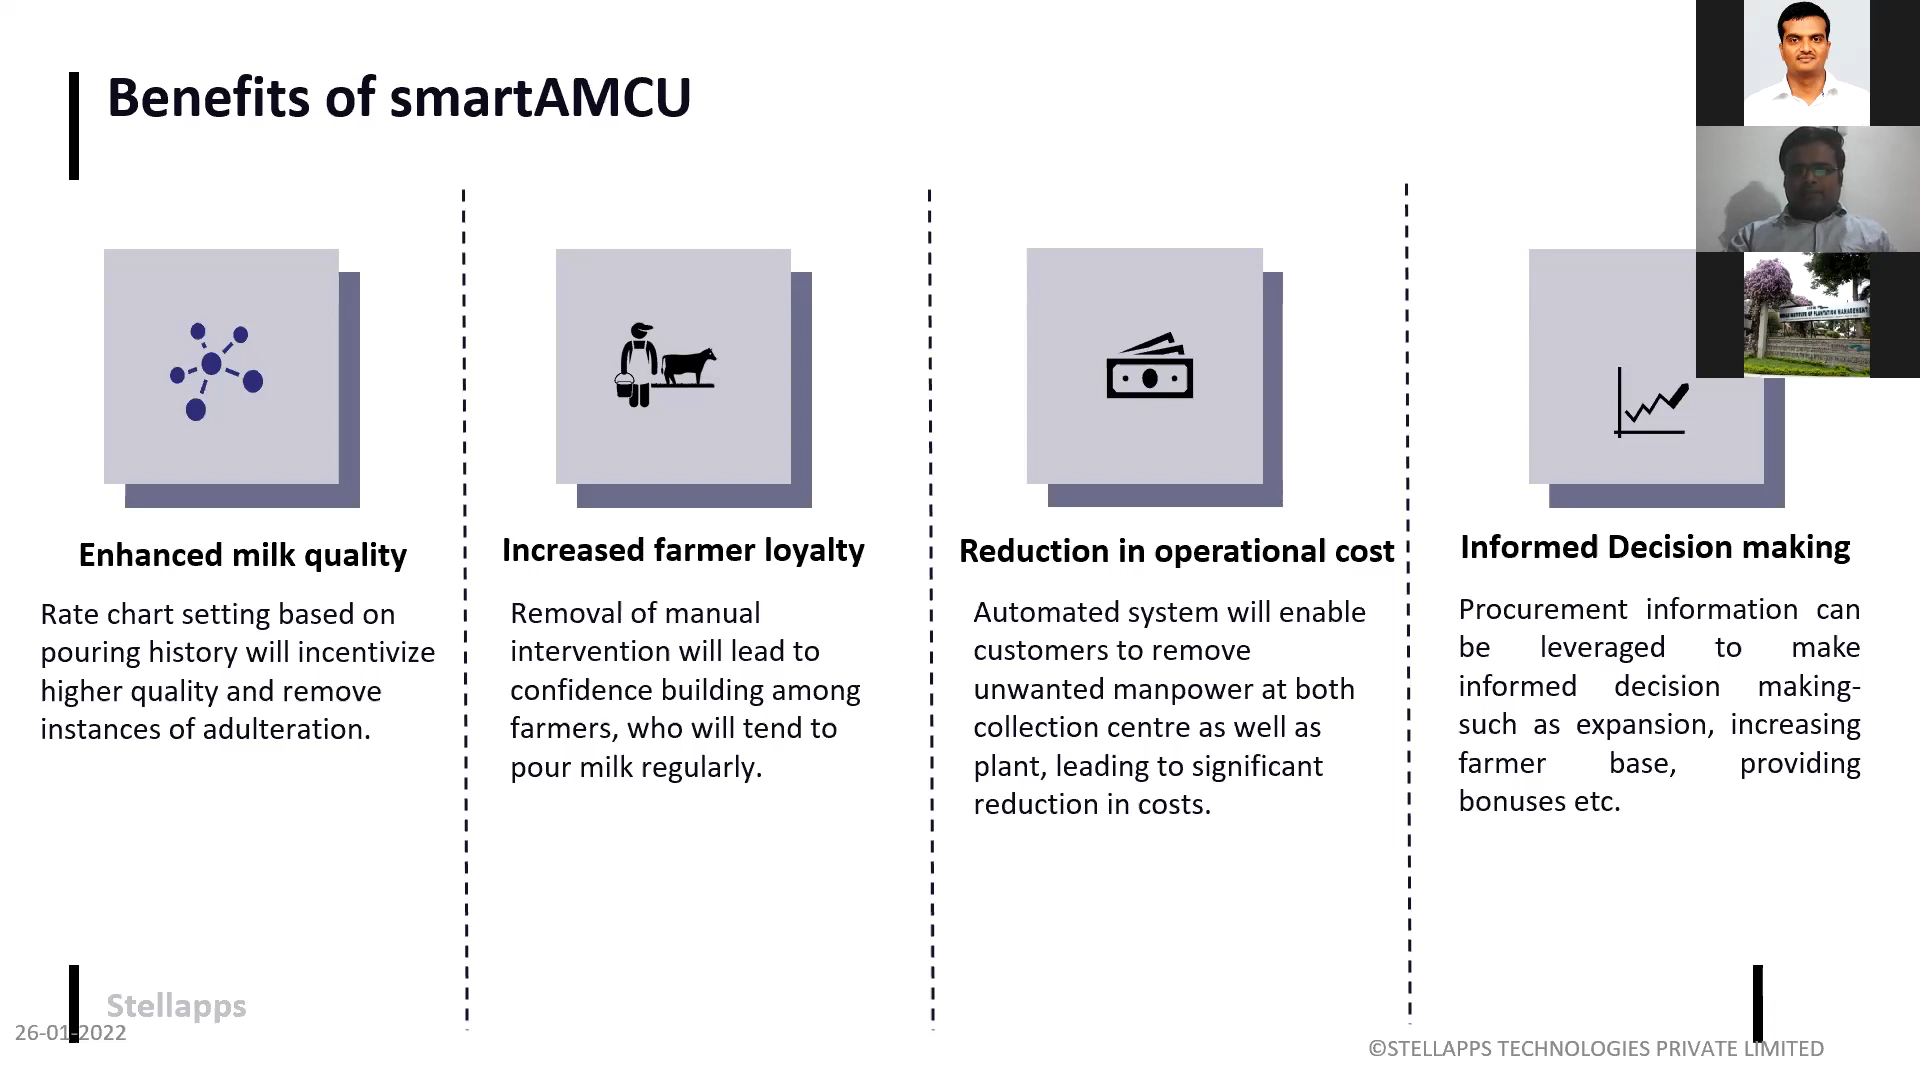 Benefits of smartAMCU
Enhanced milk quality
Rate chart setting based on
pouring history will incentivize
higher quality and remove
instances of adulteration.
Increased farmer loyalty
Removal of manual
intervention will lead to
confidence building among
farmers, who will tend to
pour milk regularly.
Reduction in operational cost
Automated system will enable
customers to remove
unwanted manpower at both
collection centre as well as
plant, leading to significant
reduction in costs.
Informed Decision making
Procurement information can
be leveraged to make
informed decision making-
such as expansion, increasing
farmer base, providing
bonuses etc.
INSTITUTE OF PLANTATION MANAGEMENT
Stellapps
26-01-2022
©STELLAPPS TECHNOLOGIES PRIVATE LIMITED